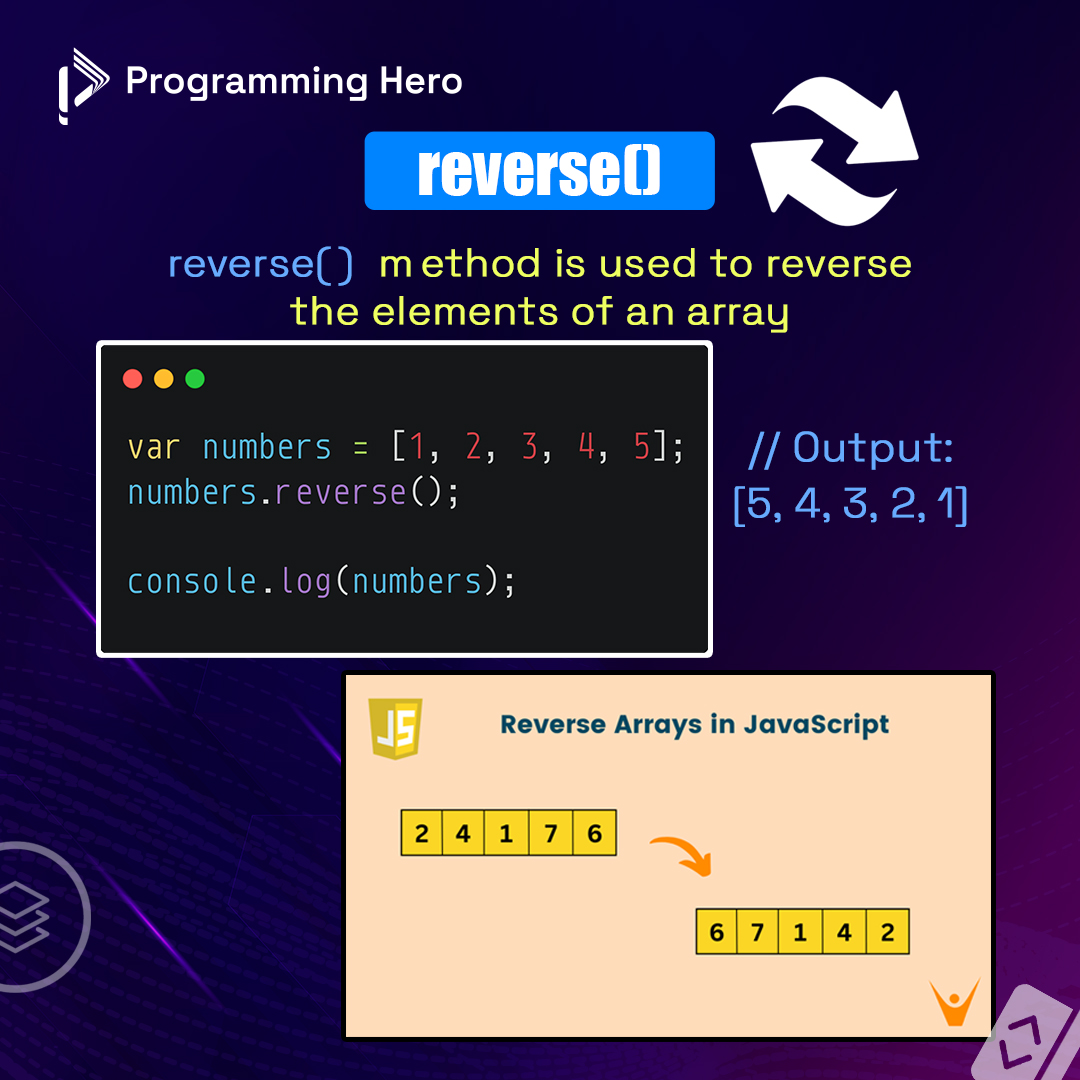 Programming Hero
reverse()
reverse() method is used to reverse
the elements of an array
var numbers = [1, 2, 3, 4, 5];
numbers.reverse();
console.log(numbers);
// Output:
[5, 4, 3, 2, 1]
JS
Reverse Arrays in JavaScript
2 4 1 7 6
6 7 1 4 2